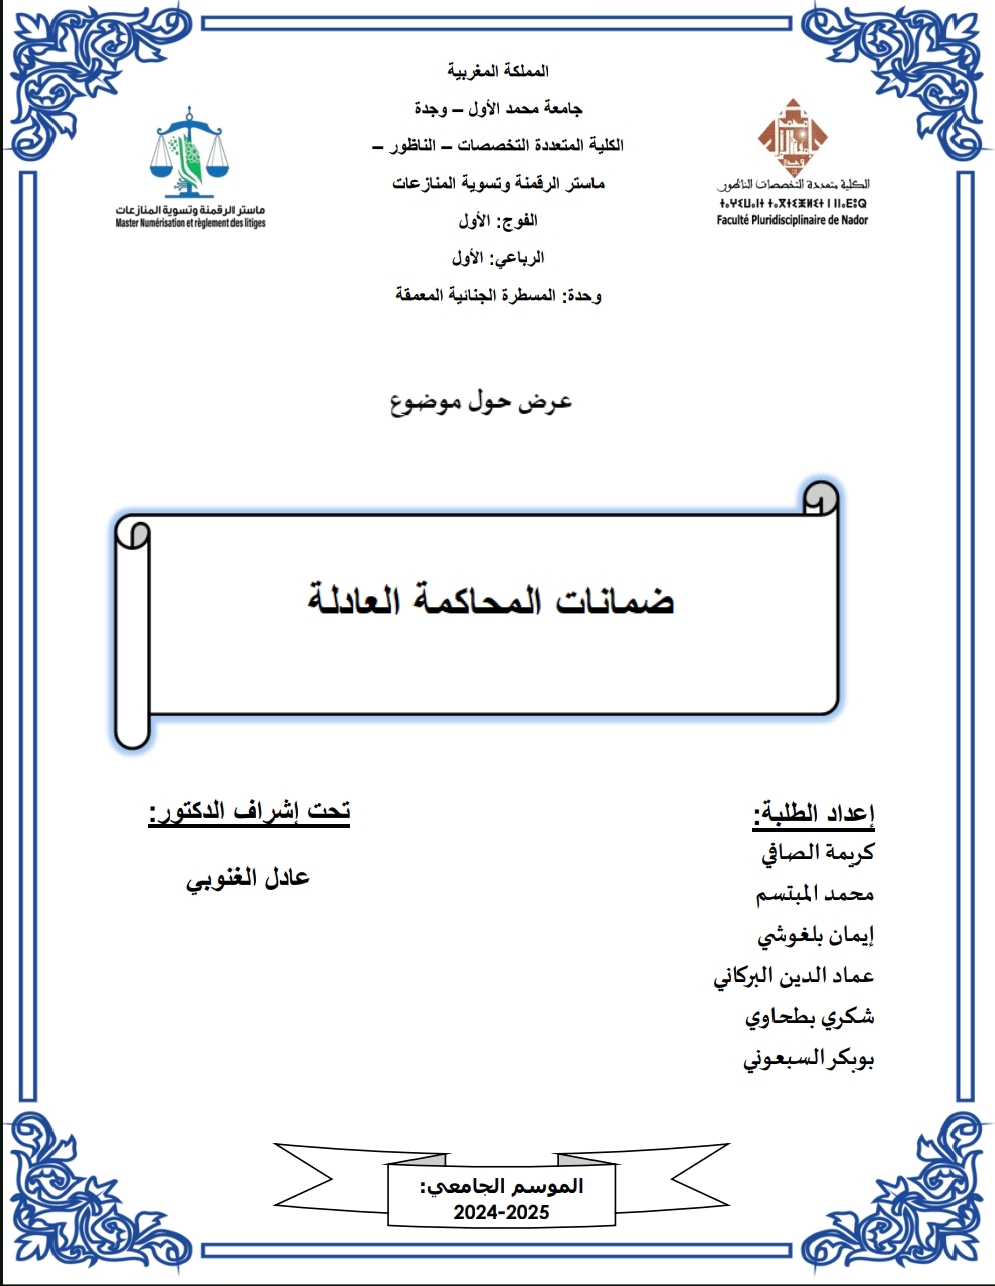 المملكة المغربية
جامعة محمد الأول – وجدة
الكلية المتعددة التخصصات – الناظور –
ماستر الرقمنة وتسوية المنازعات
الفوج: الأول
الرباعي: الأول
وحدة: المسطرة الجنائية المعمقة
الكلية متعددة التخصصات الناظور
Faculté Pluridisciplinaire de Nador
ماستر الرقمنة وتسوية المنازعات
Master Numérisation et règlement des litiges
عرض حول موضوع
ضمانات المحاكمة العادلة
إعداد الطلبة:
كريمة الصافي
محمد المبتسم
إيمان بلغوشي
عماد الدين البركاني
شكري بطحاوي
بوبكر السبعوني
تحت إشراف الدكتور:
عادل الغنوبي
الموسم الجامعي:
2024-2025